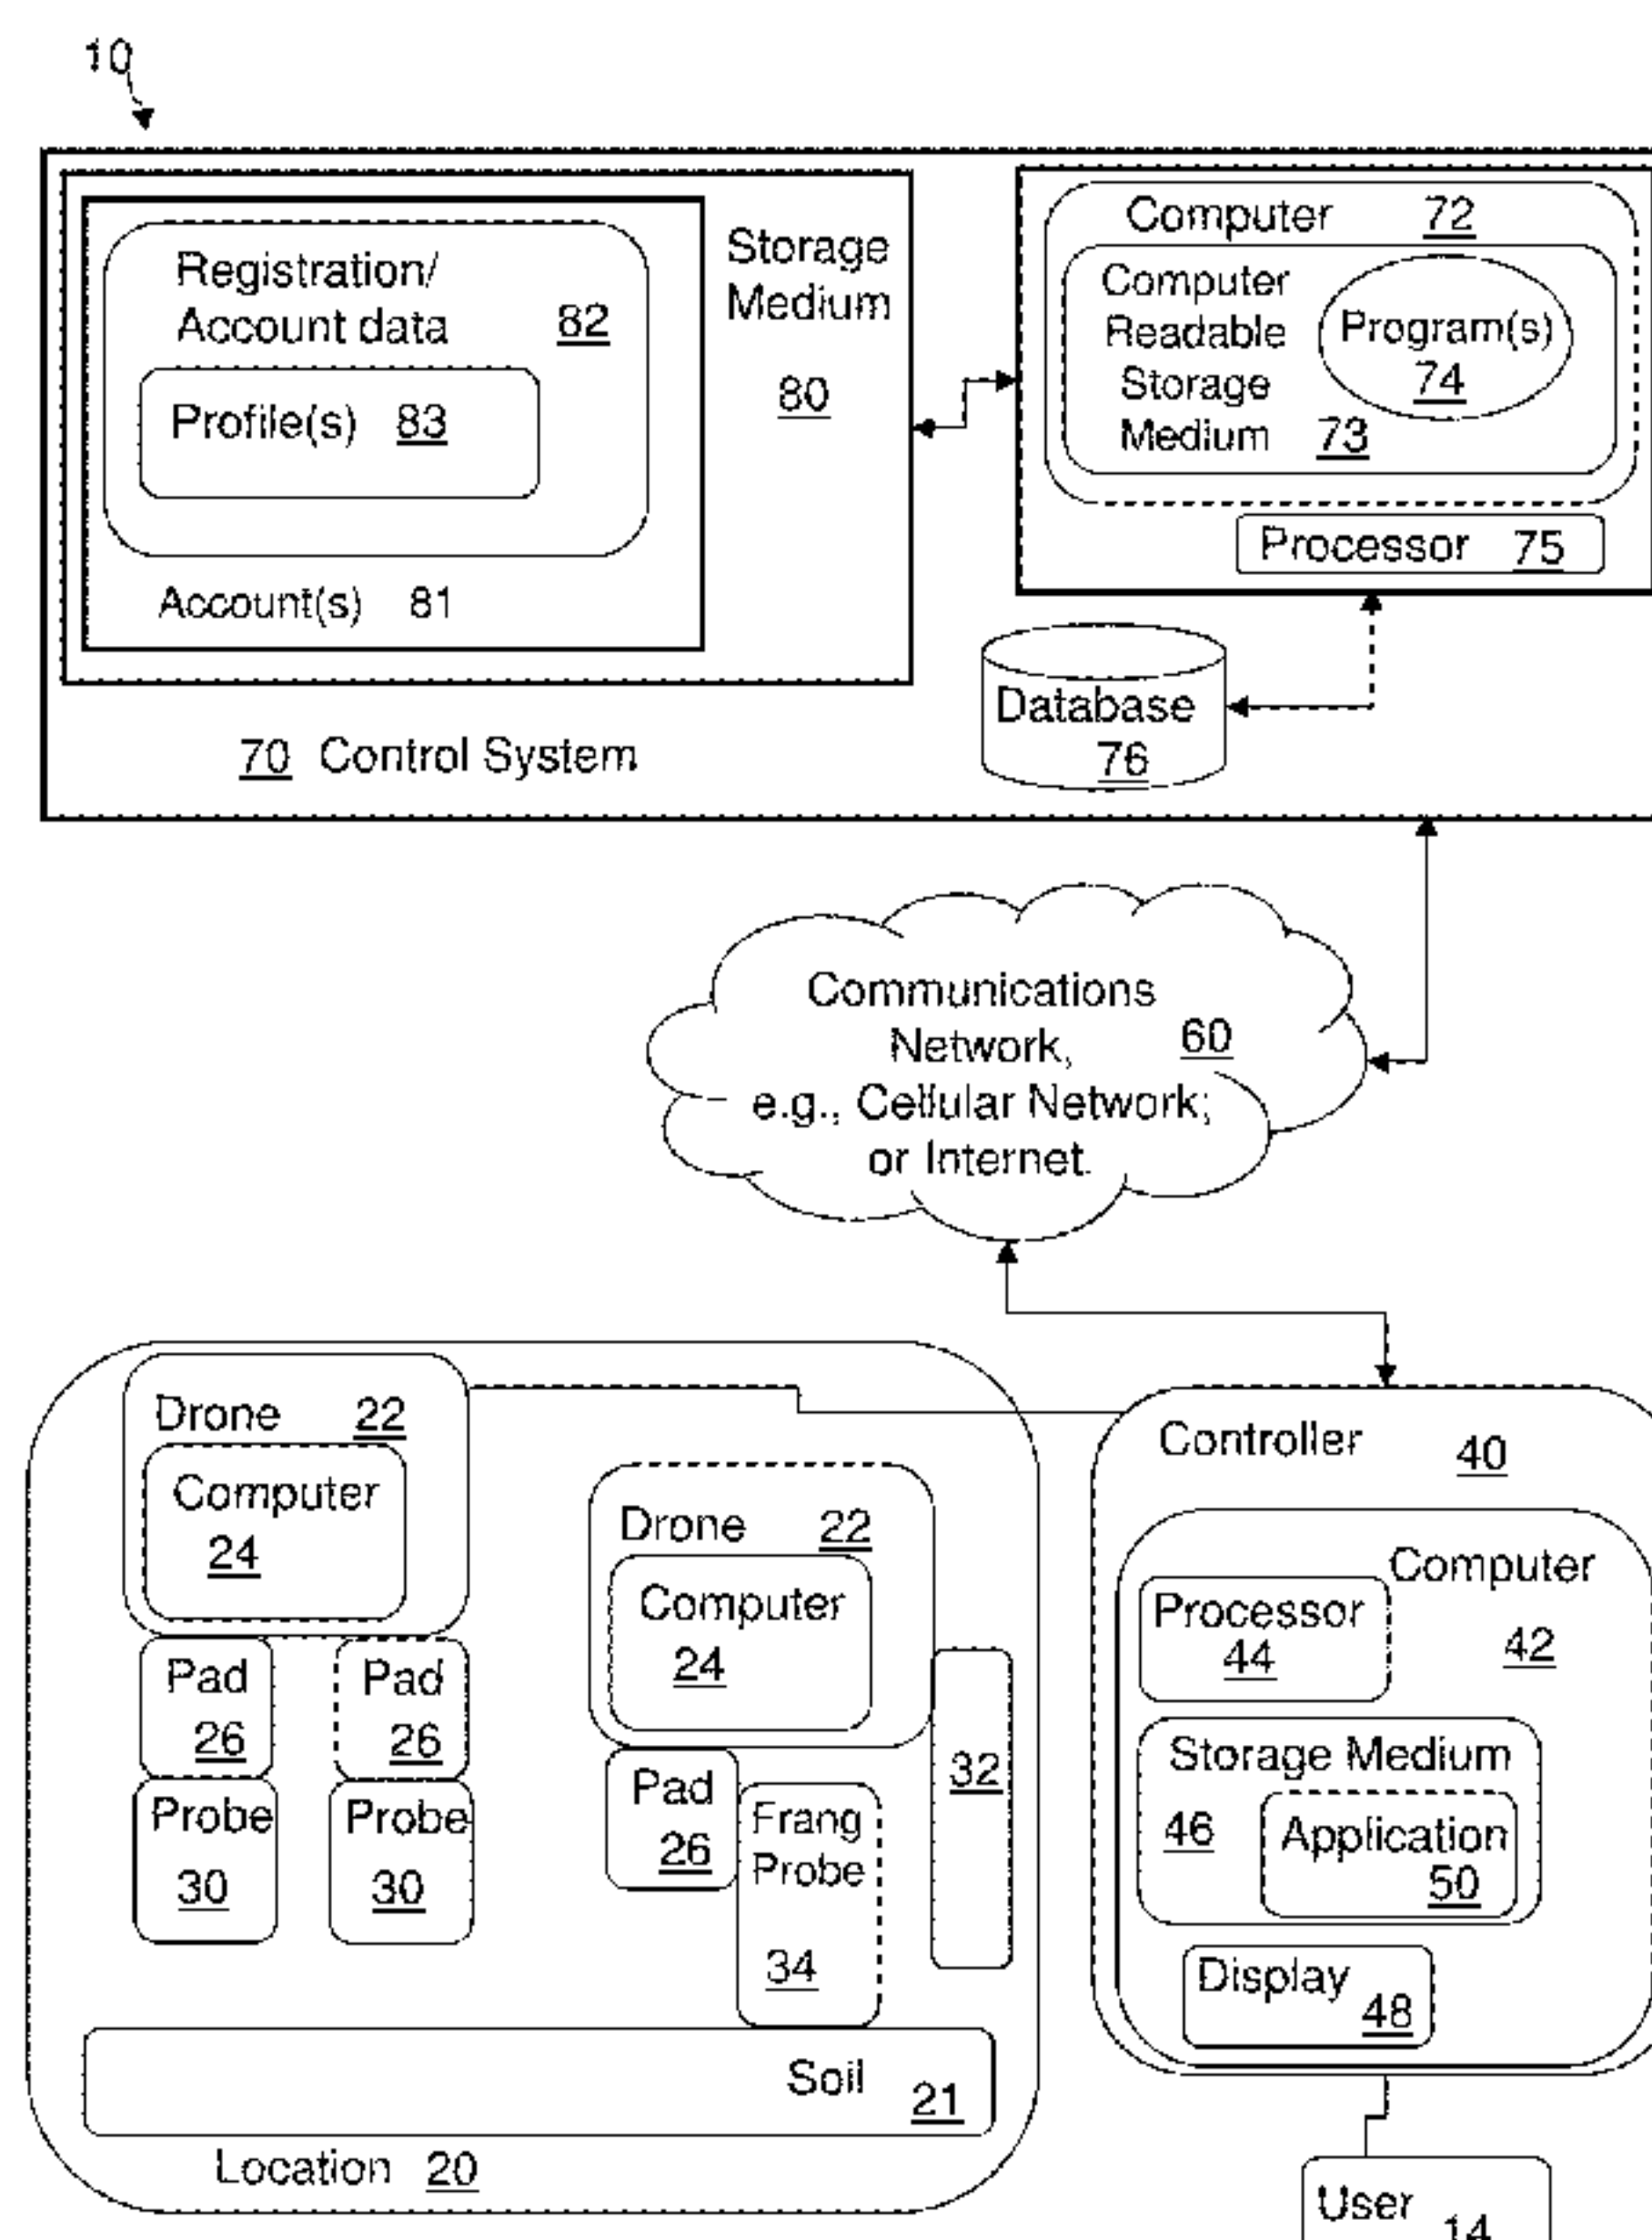 10
Registration/
Account data 82
Profile(s) 83
Account(s) 81
Storage
Medium
80
Computer 72
Computer
Readable
Storage
Medium 73
Program(s)
74
Processor 75
Database
76
70 Control System
Communications
Network, 60
e.g., Cellular Network;
or Internet.
Drone 22
Computer
24
Pad
26
Pad
26
Probe
30
Probe
30
Drone 22
Computer
24
Pad
26
Frang
Probe
34
32
Soil 21
Location 20
Controller 40
Computer
42
Processor
44
Storage Medium
46
Application
50
Display
48
User
14